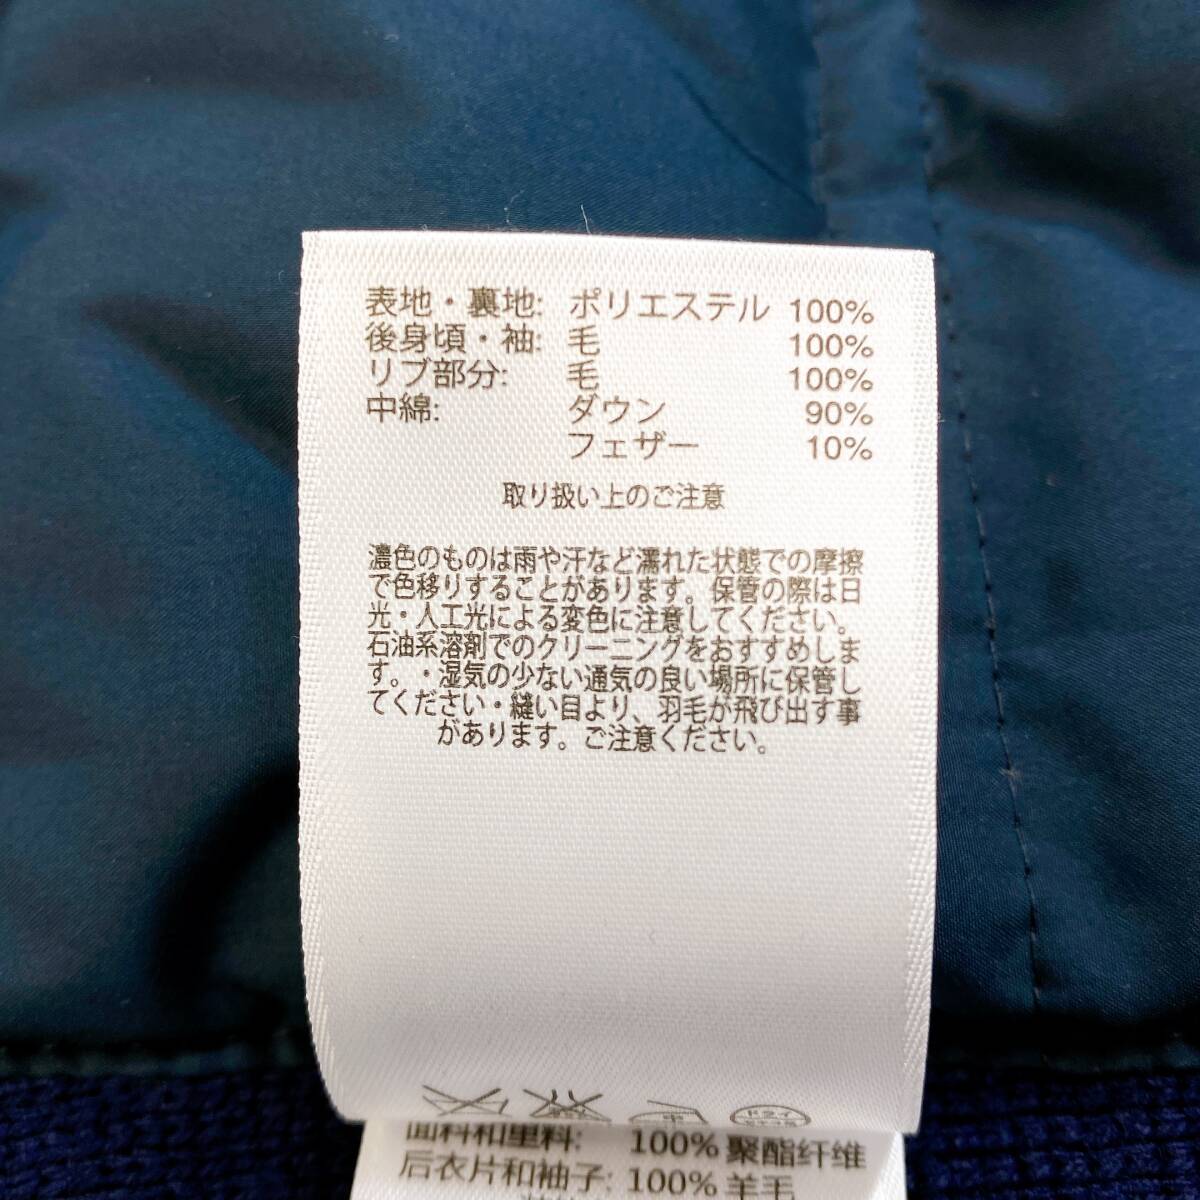 表地・裏地: ポリエステル 100%
後身頃・袖: 毛 100%
リブ部分: 毛 100%
中綿: ダウン 90%
フェザー 10%
取り扱い上のご注意
濃色のものは雨や汗など濡れた状態での摩擦
で色移りすることがあります。保管の際は日
光・人工光による変色に注意してください。
石油系溶剤でのクリーニングをおすすめしま
す。・湿気の少ない通気の良い場所に保管し
てください・縫い目より、羽毛が飛び出す事
があります。ご注意ください。
中
ドライ
面料和里料: 100% 聚酯纤维
后衣片和袖子: 100% 羊毛